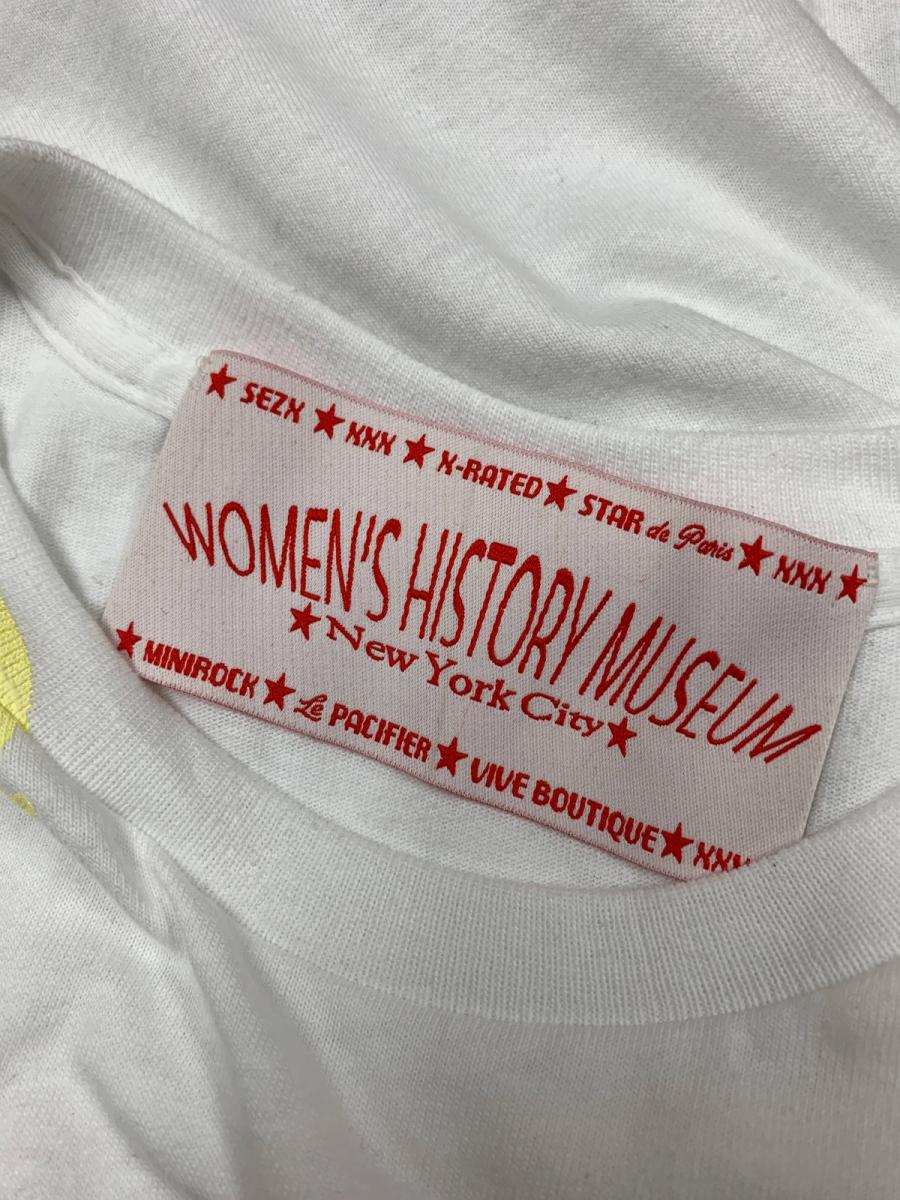 ★ SEZX ★ XXX ★ X-RATED ★ STAR de Paris ★ XXX ★
WOMEN'S HISTORY MUSEUM
★ New York City ★
★ MINIROCK ★ Le PACIFIER ★ VIVE BOUTIQUE ★ XXX